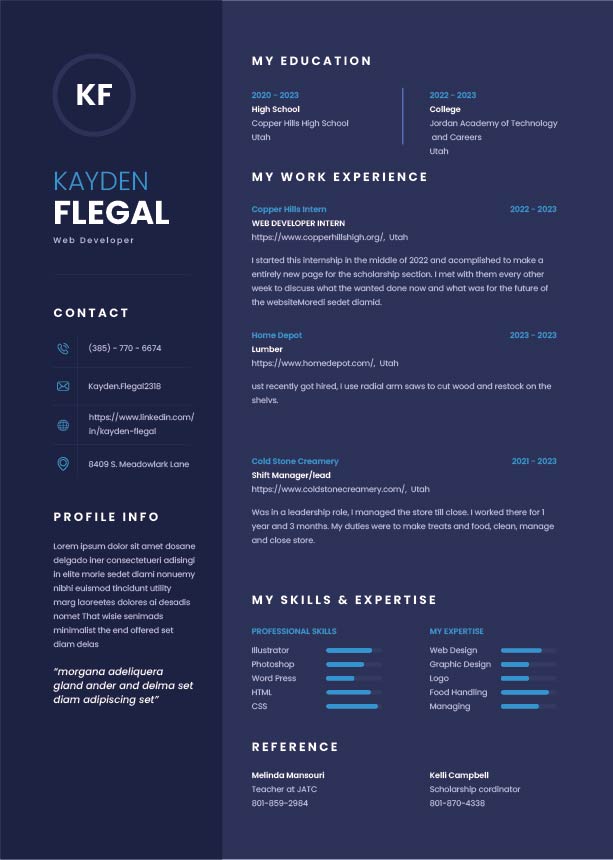 KF
KAYDEN
FLEGAL
Web Developer
CONTACT
(385) - 770 - 6674
Kayden.Flegal2318
https://www.linkedin.com/
in/kayden-flegal
8409 S. Meadowlark Lane
PROFILE INFO
Lorem ipsum dolor sit amet dosane
delgado iner consectetueri adisingl
in elite morie sedet diami nonuemy
nibhi euismod tincidunt utility
marg laoreetes dolores ai desadis
nomet That wisie senimads
minimalist the end offered set
diam delas
“morgana adeliquera
gland ander and delma set
diam adipiscing set”
MY EDUCATION
2020 - 2023
High School
Copper Hills High School
Utah
2022 - 2023
College
Jordan Academy of Technology
and Careers
Utah
MY WORK EXPERIENCE
Copper Hills Intern 2022 - 2023
WEB DEVELOPER INTERN
https://www.copperhillshigh.org/, Utah
I started this internship in the middle of 2022 and acomplished to make a
entirely new page for the scholarship section. I met with them every other
week to discuss what the wanted done now and what was for the future of
the websiteMoredi sedet diamid.
Home Depot 2023 - 2023
Lumber
https://www.homedepot.com/, Utah
ust recently got hired, i use radial arm saws to cut wood and restock on the
shelvs.
Cold Stone Creamery 2021 - 2023
Shift Manager/lead
https://www.coldstonecreamery.com/, Utah
Was in a leadership role, I managed the store till close. I worked there for 1
year and 3 months. My duties were to make treats and food, clean, manage
and close store.
MY SKILLS & EXPERTISE
PROFESSIONAL SKILLS
Illustrator
Photoshop
Word Press
HTML
CSS
MY EXPERTISE
Web Design
Graphic Design
Logo
Food Handling
Managing
REFERENCE
Melinda Mansouri
Teacher at JATC
801-859-2984
Kelli Campbell
Scholarship cordinator
801-870-4338